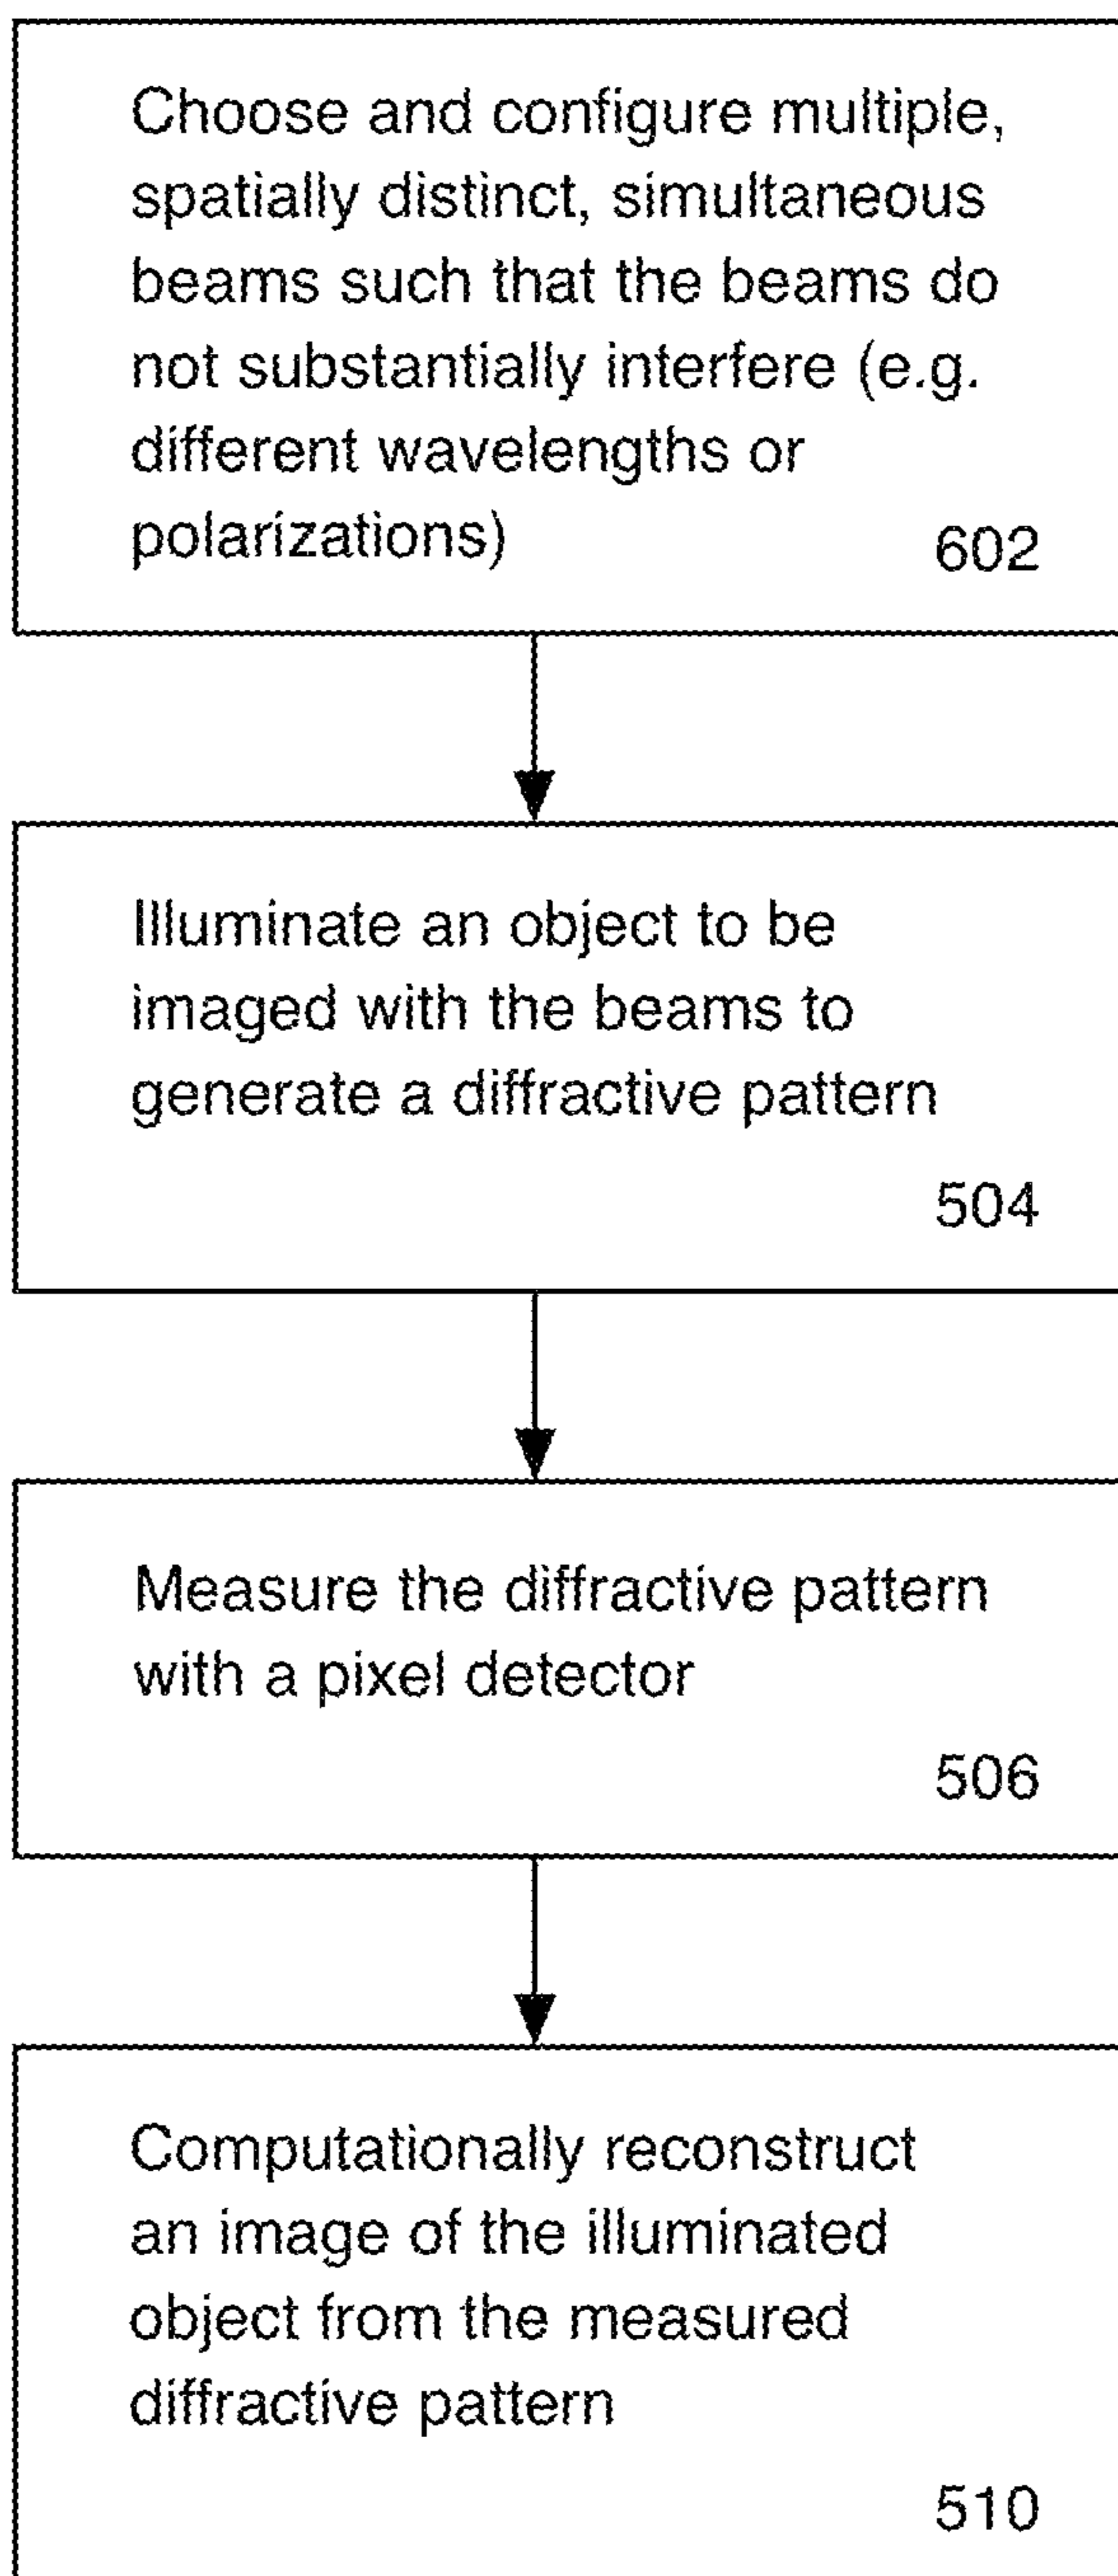 Choose and configure multiple,
spatially distinct, simultaneous
beams such that the beams do
not substantially interfere (e.g.
different wavelengths or
polarizations)
602
Illuminate an object to be
imaged with the beams to
generate a diffractive pattern
504
Measure the diffractive pattern
with a pixel detector
506
Computationally reconstruct
an image of the illuminated
object from the measured
diffractive pattern
510